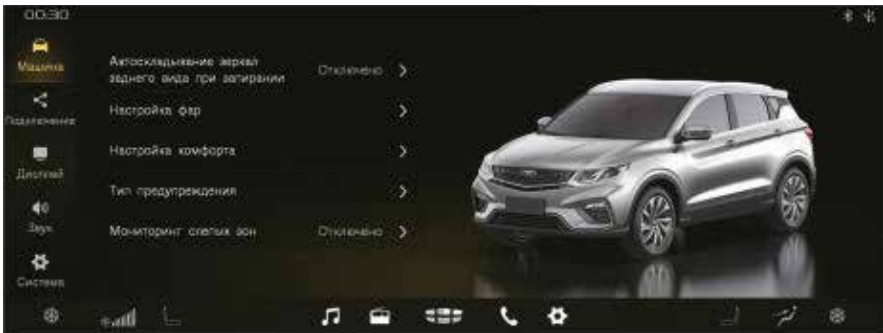 00:30
Машина
Подключение
Дисплей
Звук
Система
Автоскладывание зеркал
заднего вида при запирании
Отключено
Настройка фар
Настройка комфорта
Тип предупреждения
Мониторинг слепых зон
Отключено